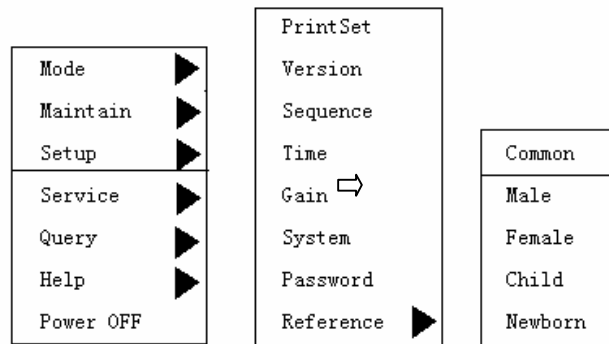 Mode
Maintain
Setup
Service
Query
Help
Power OFF
PrintSet
Version
Sequence
Time
Gain
System
Password
Reference
Common
Male
Female
Child
Newborn